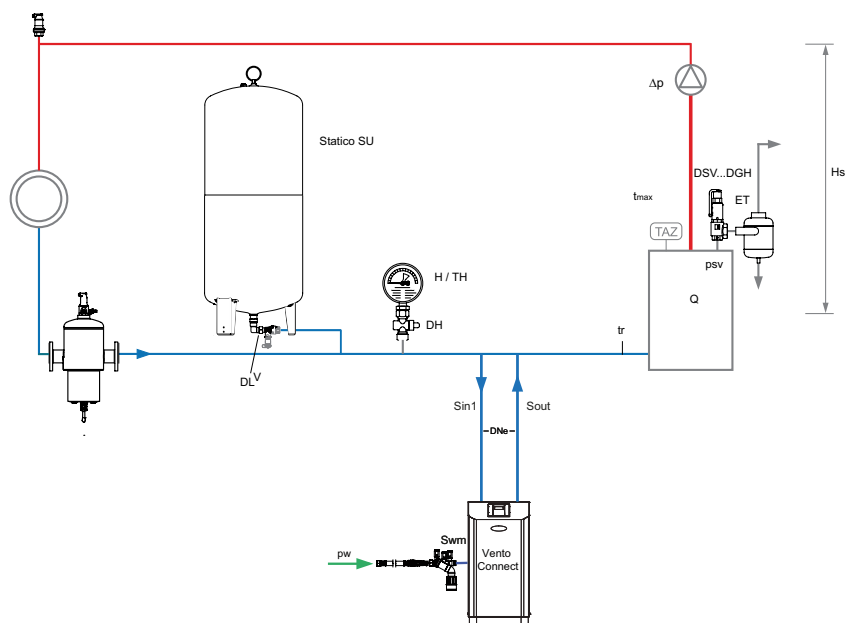 Δp
Statico SU
Hs
DSV...DGH
ET
tmax
TAZ
psv
H / TH
Q
DH
tr
DLV
Sin1
Sout
DNe
Swm
pw
Vento
Connect